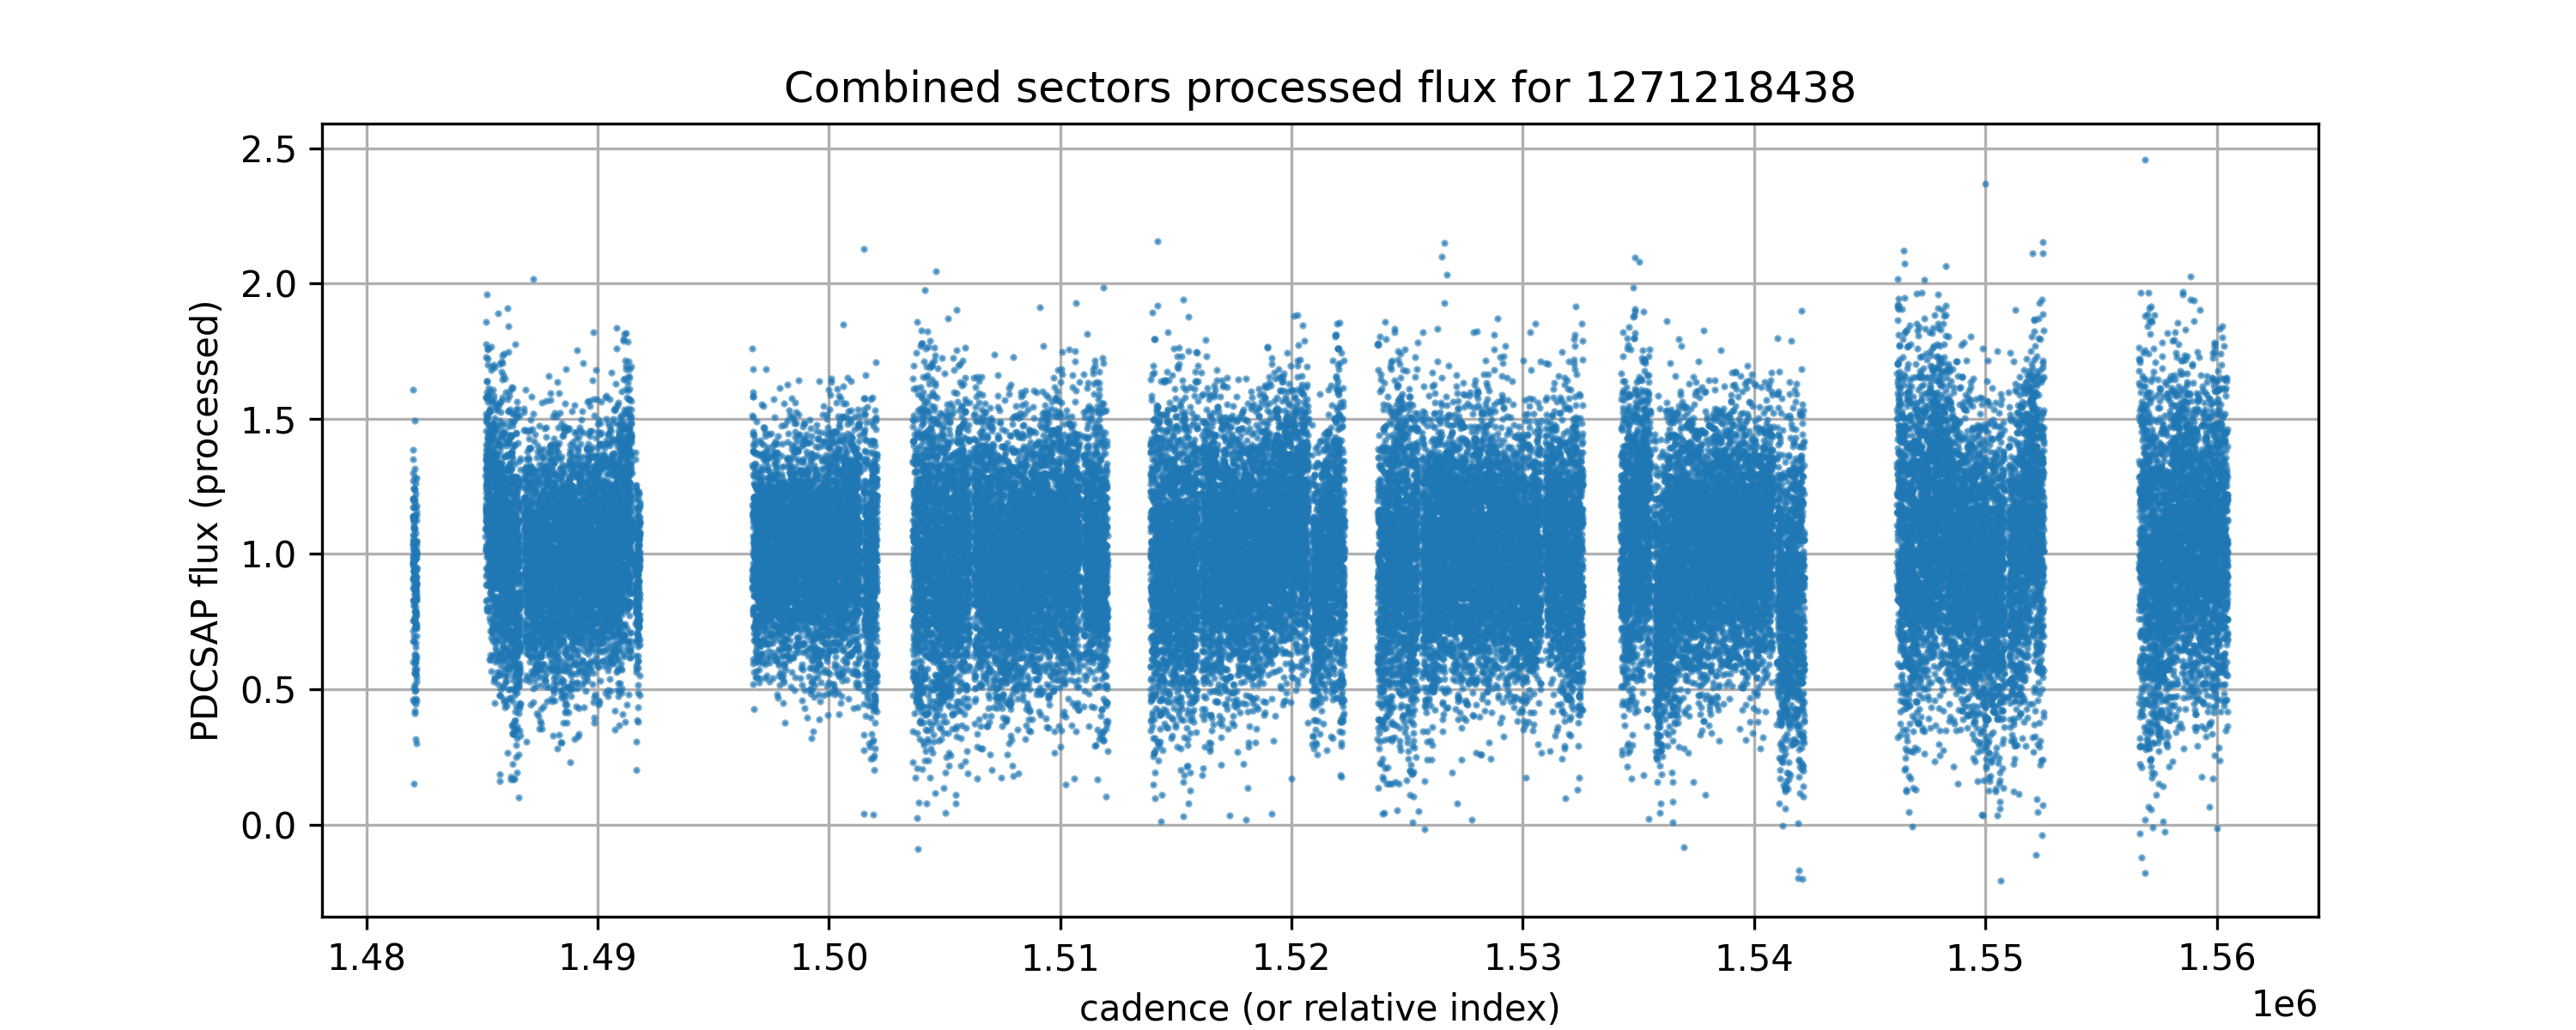 Combined sectors processed flux for 1271218438
PDCSAP flux (processed)
2.5
2.0
1.5
1.0
0.5
0.0
1.48 1.49 1.50 1.51 1.52 1.53 1.54 1.55 1.56
1e6
cadence (or relative index)